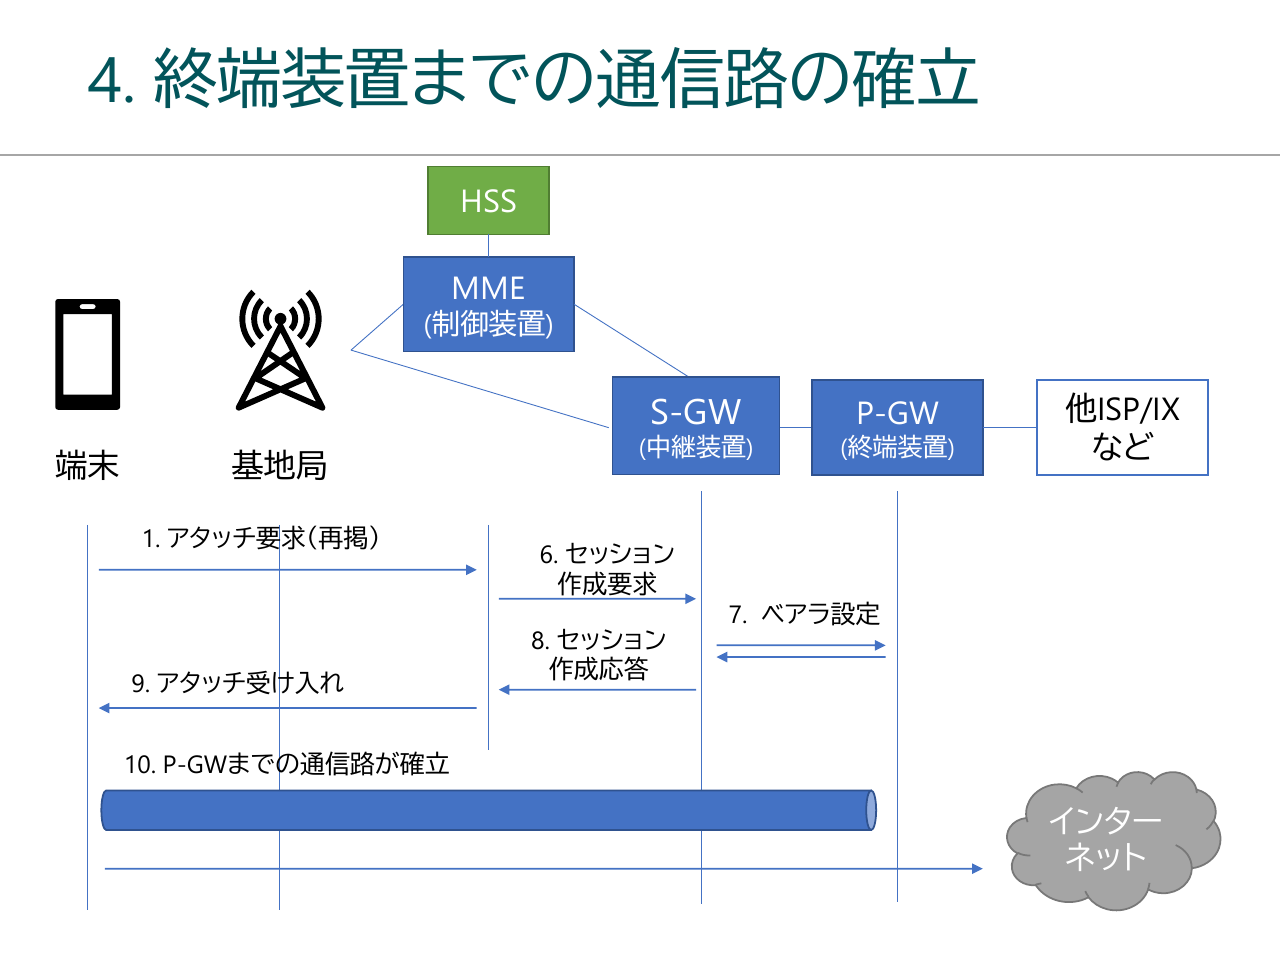 4. 終端装置までの通信路の確立
HSS
MME
(制御装置)
S-GW
(中継装置)
P-GW
(終端装置)
他ISP/IX
など
端末
基地局
1. アタッチ要求(再掲)
6. セッション
作成要求
7. ベアラ設定
8. セッション
作成応答
9. アタッチ受け入れ
10. P-GWまでの通信路が確立
インター
ネット